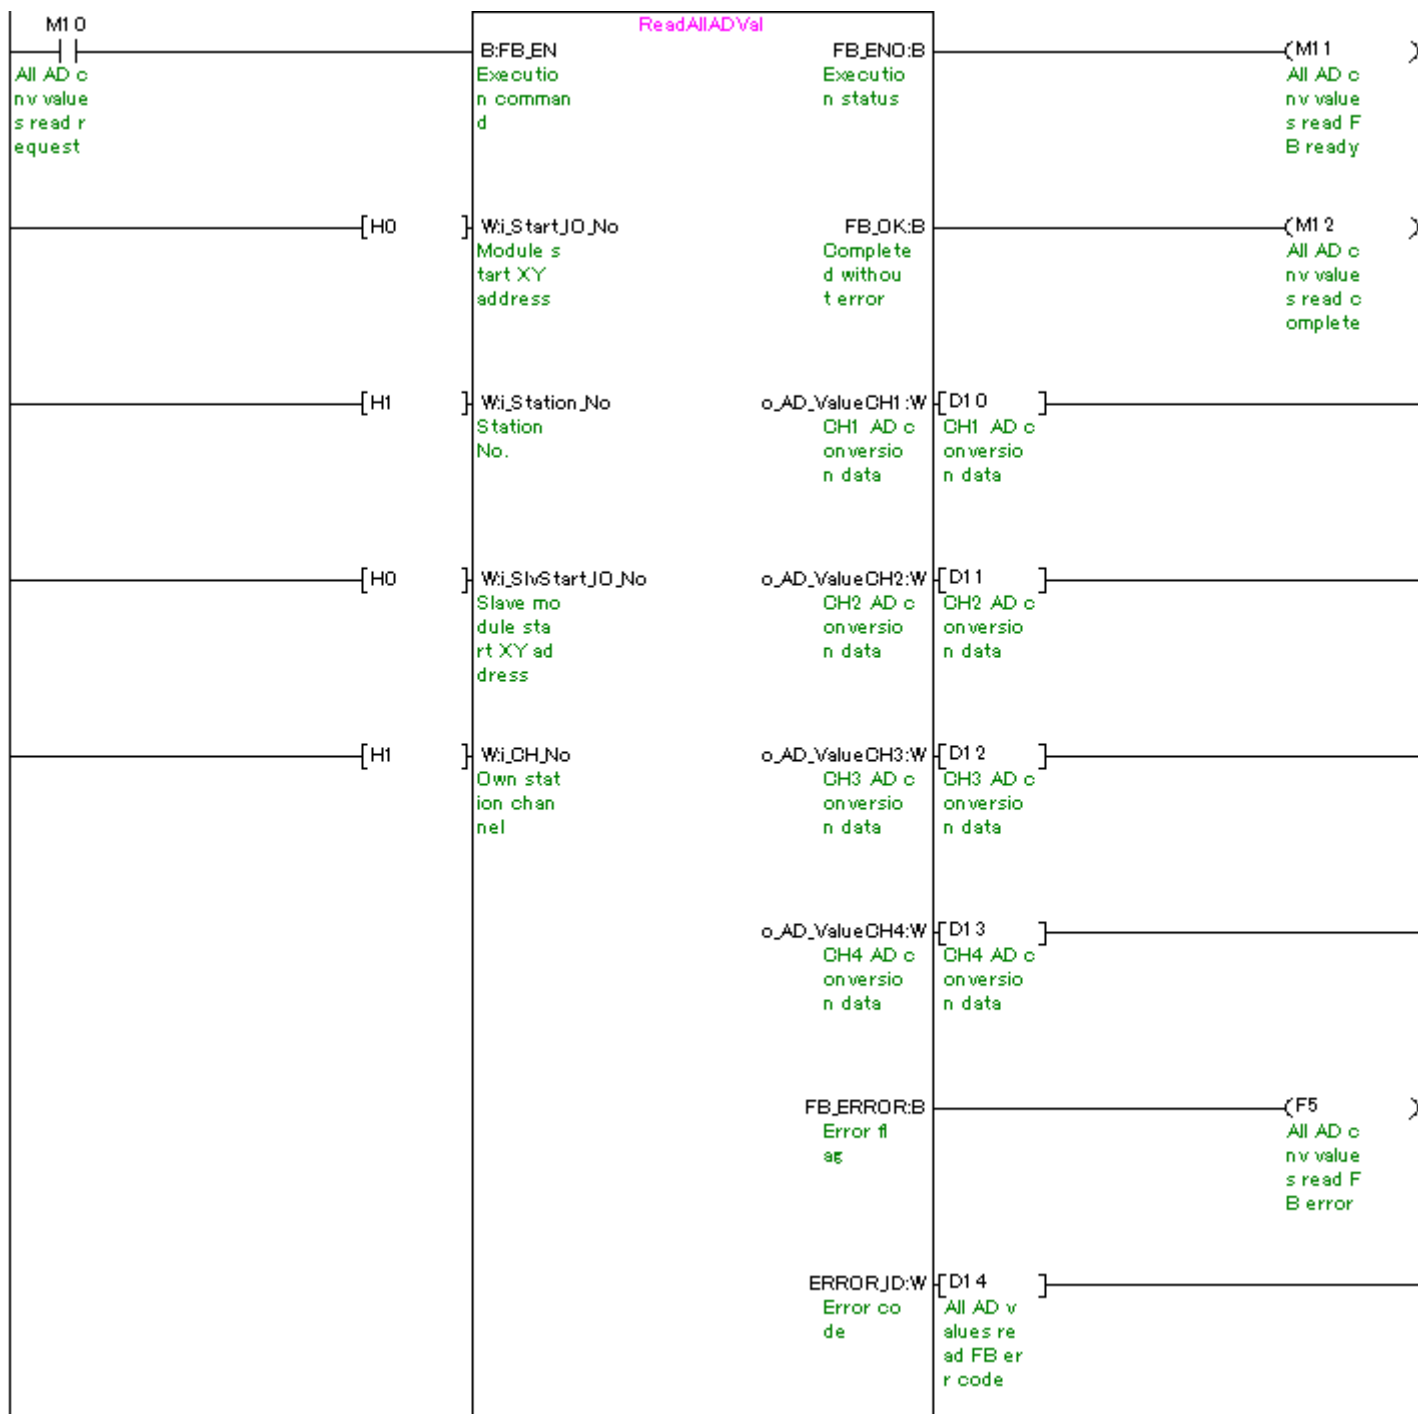 M10
ReadAllADVal
B:FB_EN
FB_ENO:B
M11
All AD c
nv value
s read r
equest
Executio
n comman
d
Executio
n status
All AD c
nv value
s read F
B ready
H0
W:i_Start_IO_No
FB_OK:B
M12
Module s
tart XY
address
Complete
d withou
t error
All AD c
nv value
s read c
omplete
H1
W:i_Station_No
o_AD_ValueCH1:W
D10
Station
No.
CH1 AD c
onversio
n data
CH1 AD c
onversio
n data
H0
W:i_SlvStart_IO_No
o_AD_ValueCH2:W
D11
Slave mo
dule sta
rt XY ad
dress
CH2 AD c
onversio
n data
CH2 AD c
onversio
n data
H1
W:i_CH_No
o_AD_ValueCH3:W
D12
Own stat
ion chan
nel
CH3 AD c
onversio
n data
CH3 AD c
onversio
n data
o_AD_ValueCH4:W
D13
CH4 AD c
onversio
n data
CH4 AD c
onversio
n data
FB_ERROR:B
F5
Error fl
ag
All AD c
nv value
s read F
B error
ERROR_ID:W
D14
Error co
de
All AD v
alues re
ad FB er
r code